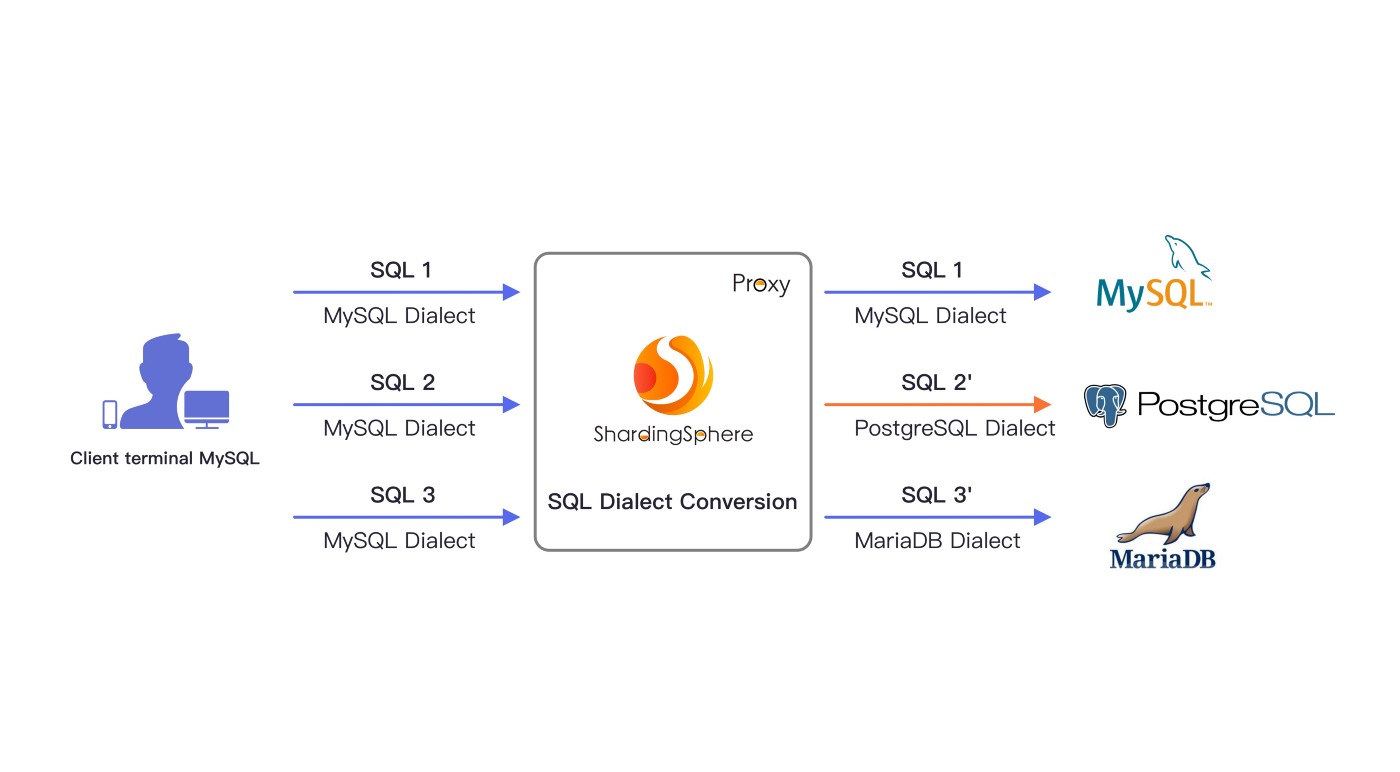 SQL 1
MySQL Dialect
SQL 2
MySQL Dialect
SQL 3
MySQL Dialect
Client terminal MySQL
Proxy
ShardingSphere
SQL Dialect Conversion
SQL 1
MySQL Dialect
SQL 2'
PostgreSQL Dialect
SQL 3'
MariaDB Dialect
MySQL™
PostgreSQL
MariaDB